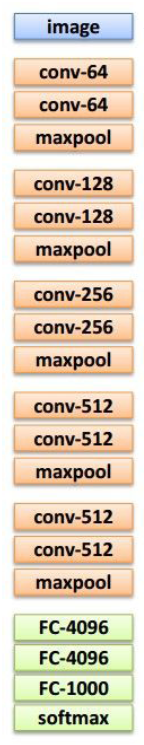 image
conv-64
conv-64
maxpool
conv-128
conv-128
maxpool
conv-256
conv-256
maxpool
conv-512
conv-512
maxpool
conv-512
conv-512
maxpool
FC-4096
FC-4096
FC-1000
softmax